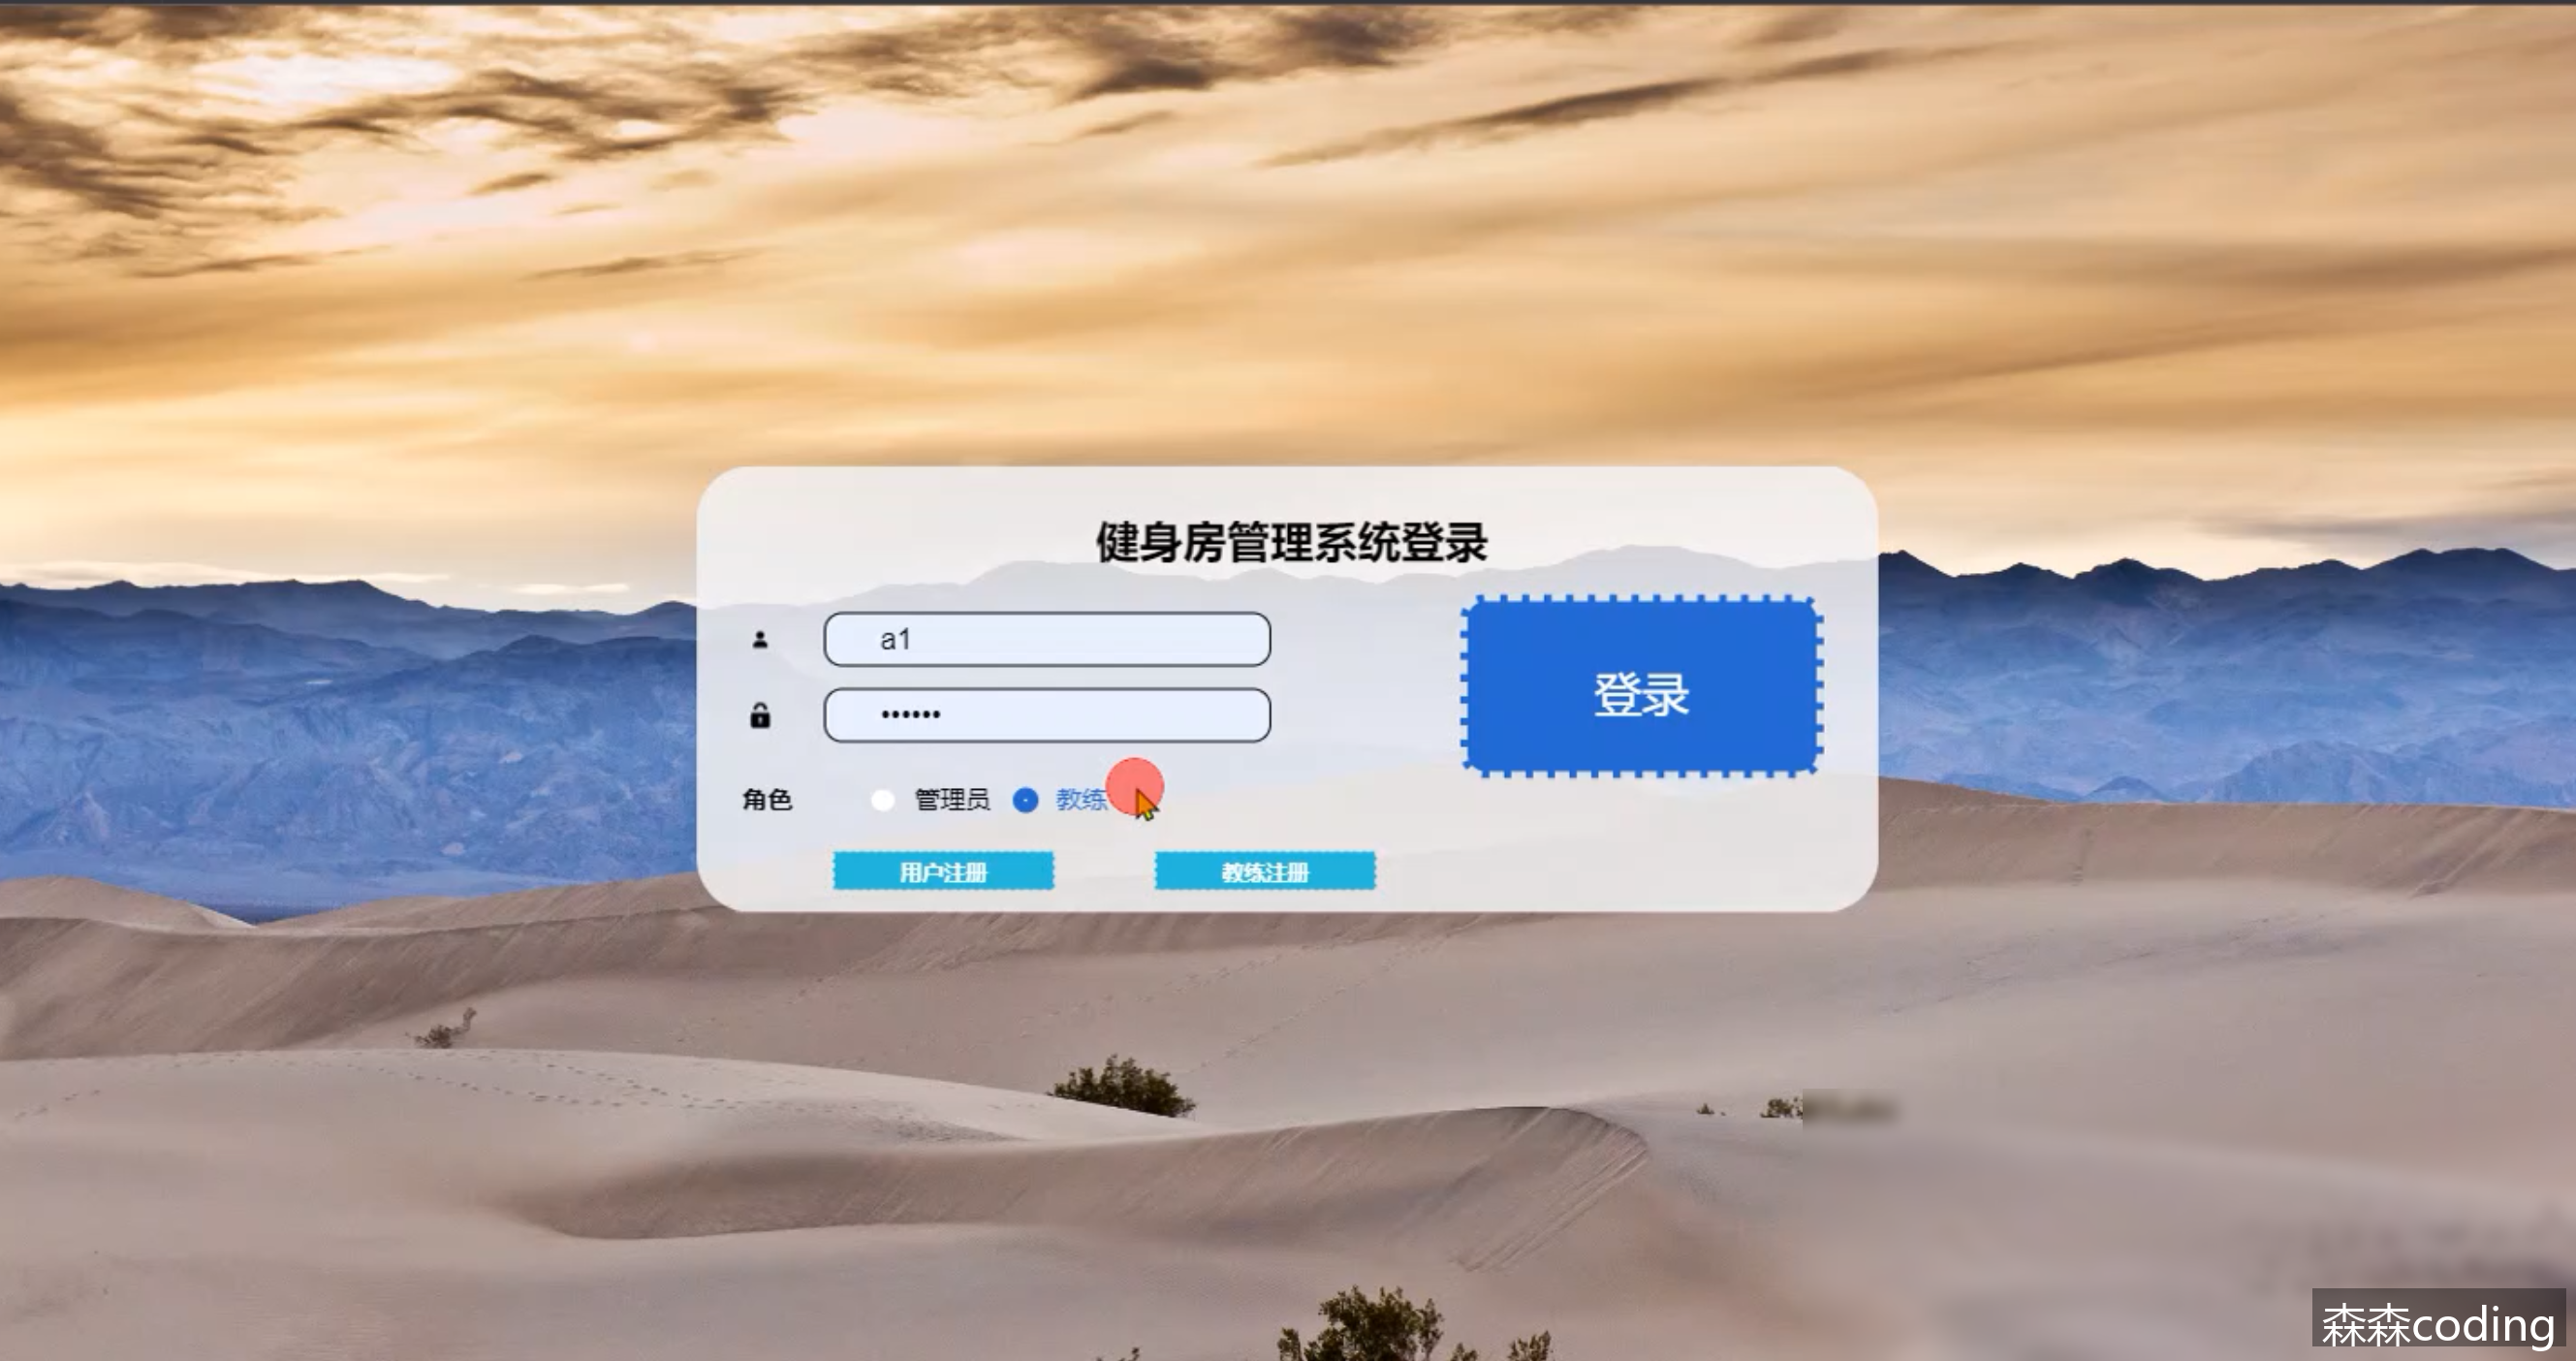 健身房管理系统登录
a1
••••••
登录
角色 管理员 教练
用户注册 教练注册
森森coding